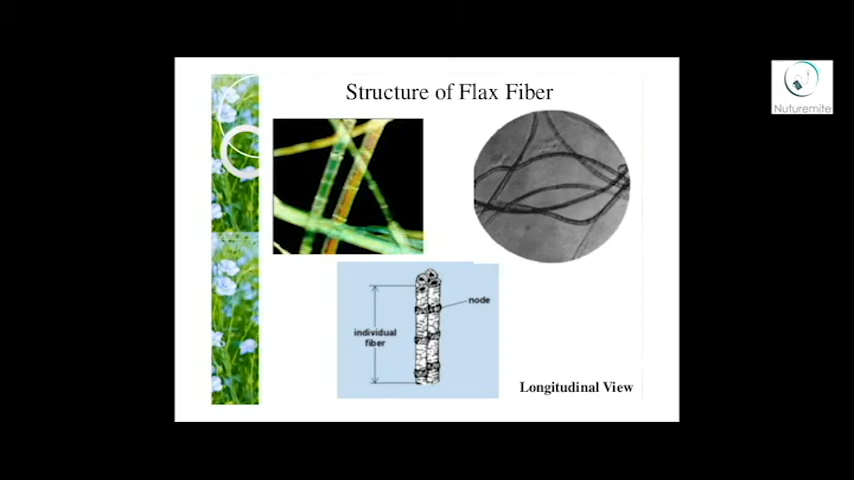 Structure of Flax Fiber
Nuturemite
node
individual
fiber
Longitudinal View